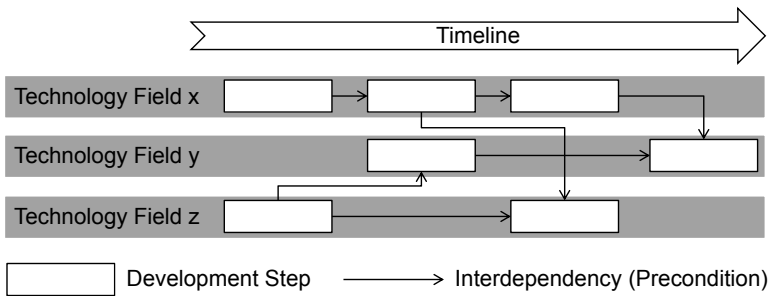 Timeline
Technology Field x
Technology Field y
Technology Field z
Development Step
Interdependency (Precondition)